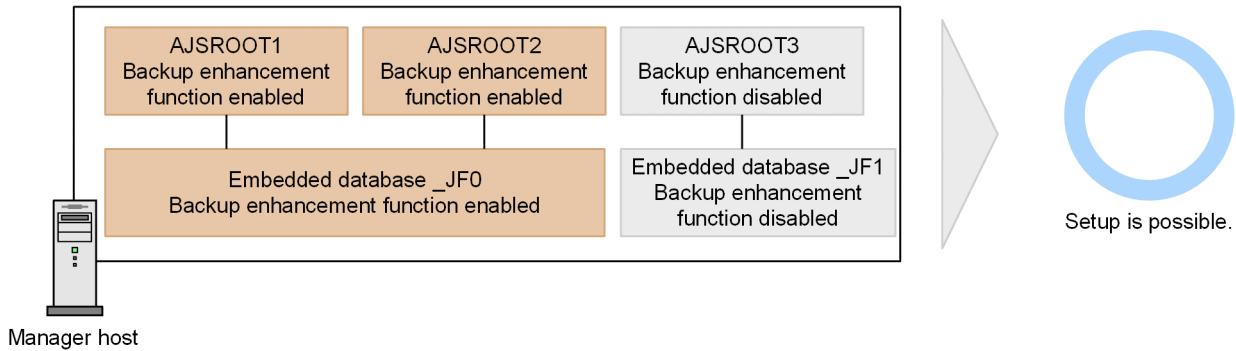 AJSROOT1
Backup enhancement
function enabled
AJSROOT2
Backup enhancement
function enabled
AJSROOT3
Backup enhancement
function disabled
Embedded database _JF0
Backup enhancement function enabled
Embedded database _JF1
Backup enhancement
function disabled
Setup is possible.
Manager host